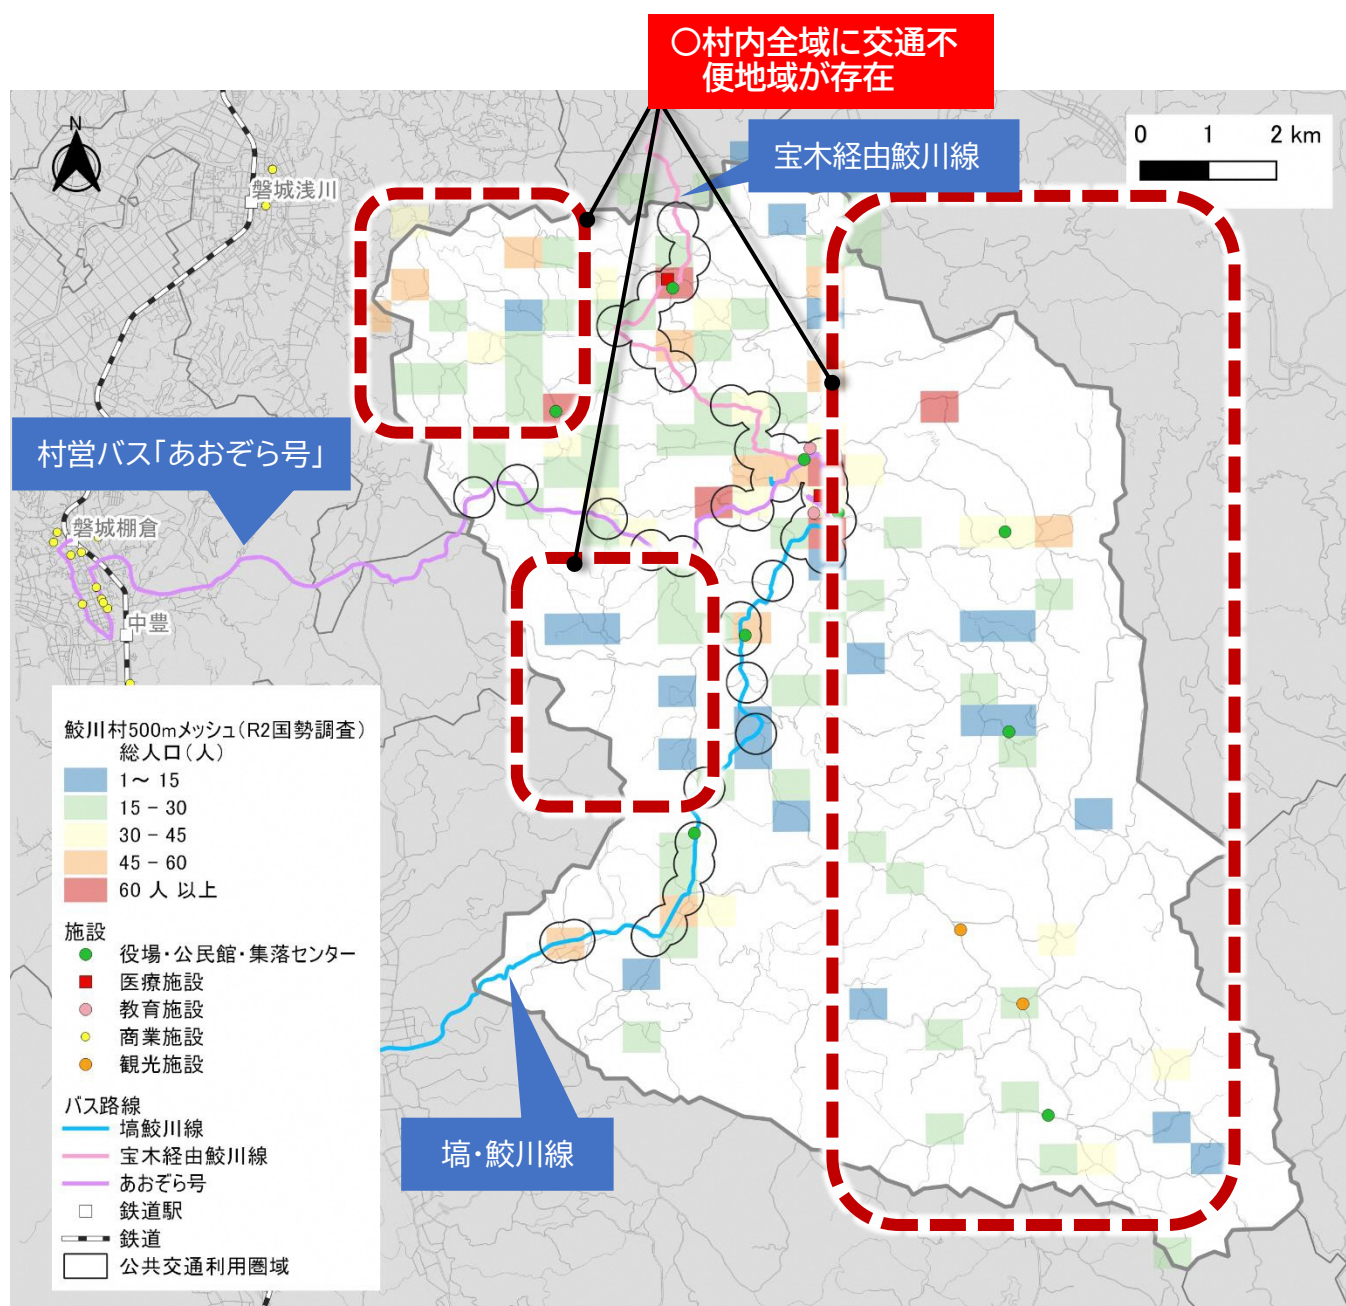 〇村内全域に交通不
便地域が存在
N
宝木経由鮫川線
0 1 2 km
磐城浅川
村営バス「あおぞら号」
磐城棚倉
中豊
鮫川村500mメッシュ(R2国勢調査)
総人口(人)
1〜 15
15 - 30
30 - 45
45 - 60
60 人 以上
施設
役場・公民館・集落センター
医療施設
教育施設
商業施設
観光施設
バス路線
塙鮫川線
宝木経由鮫川線
あおぞら号
鉄道駅
鉄道
公共交通利用圏域
塙・鮫川線